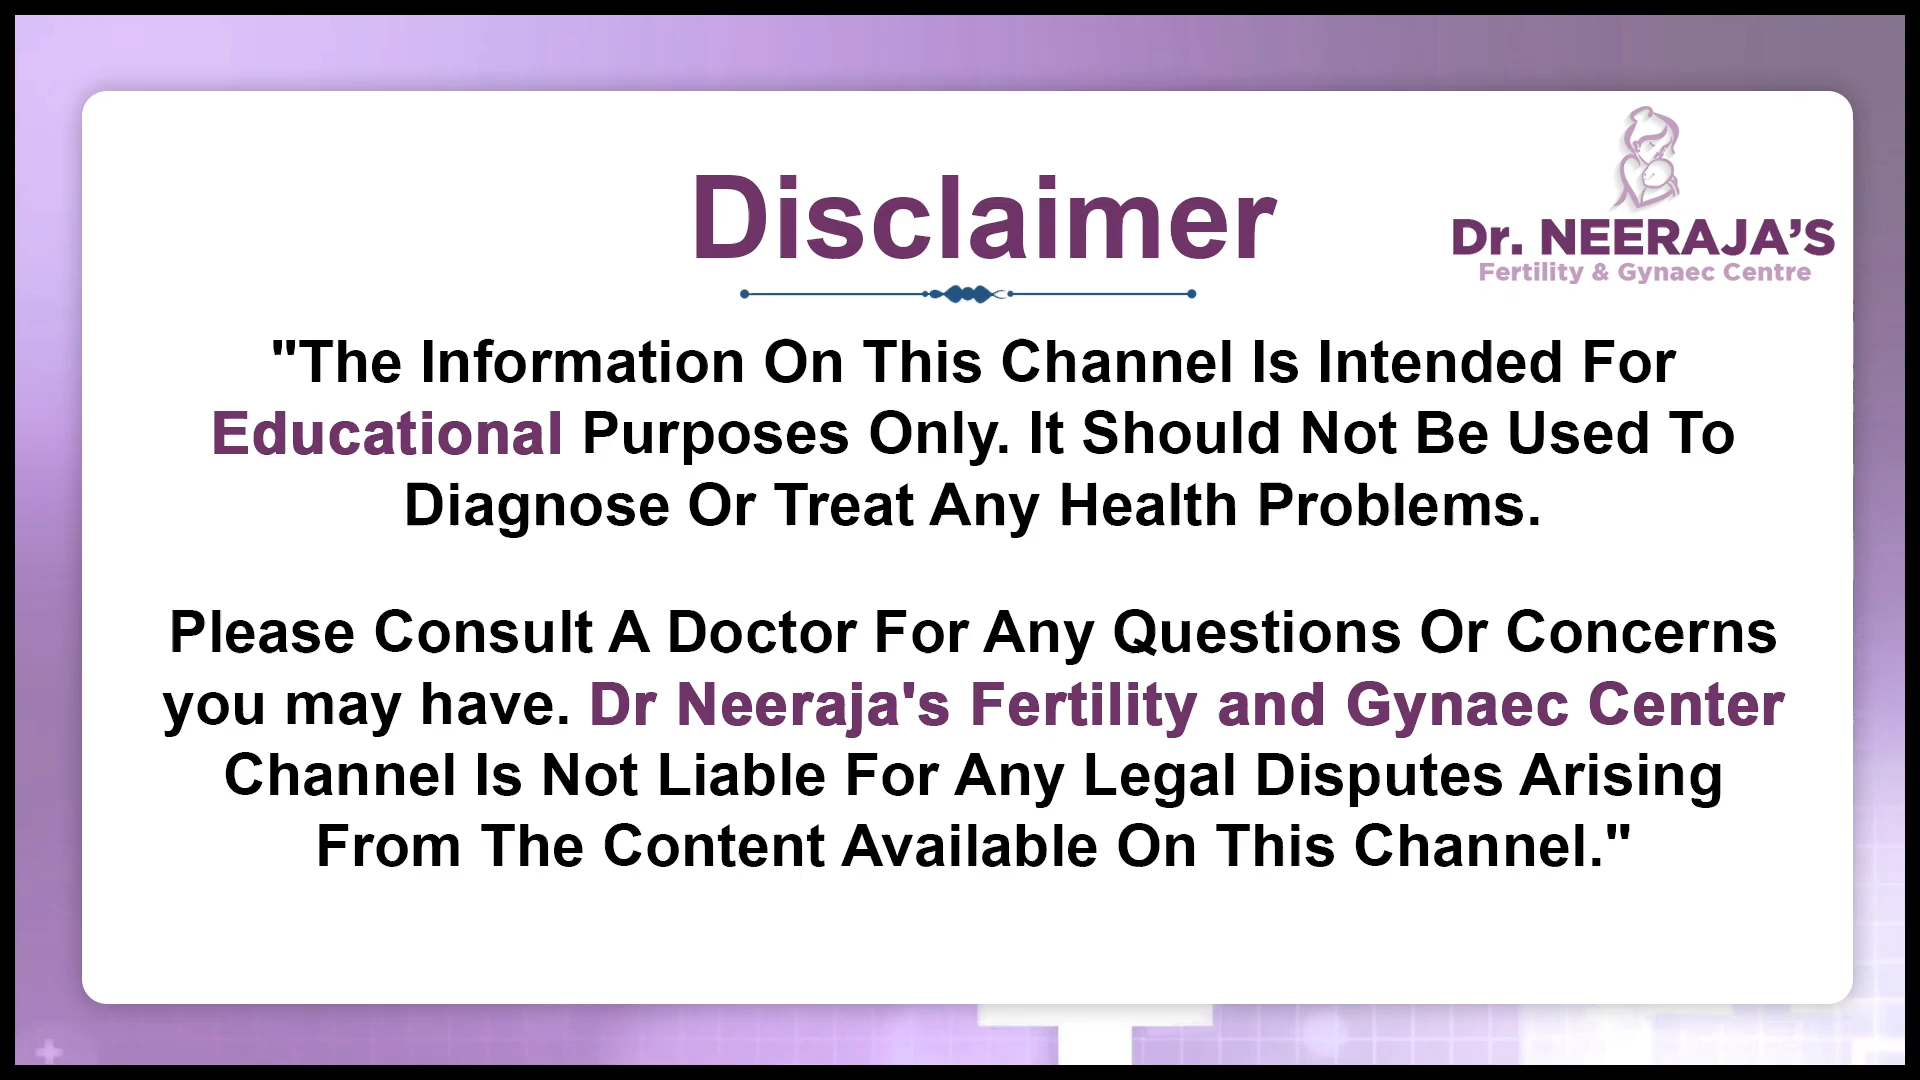 Disclaimer
Dr. NEERAJA’S
Fertility & Gynaec Centre
"The Information On This Channel Is Intended For
Educational Purposes Only. It Should Not Be Used To
Diagnose Or Treat Any Health Problems.
Please Consult A Doctor For Any Questions Or Concerns
you may have. Dr Neeraja's Fertility and Gynaec Center
Channel Is Not Liable For Any Legal Disputes Arising
From The Content Available On This Channel."